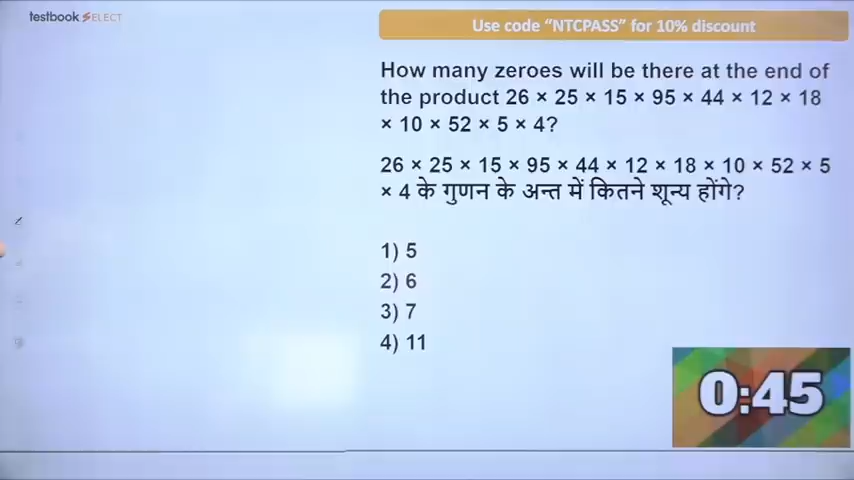 testbook SELECT
Use code “NTCPASS” for 10% discount
How many zeroes will be there at the end of
the product 26 × 25 × 15 × 95 × 44 × 12 × 18
× 10 × 52 × 5 × 4?
26 × 25 × 15 × 95 × 44 × 12 × 18 × 10 × 52 × 5
× 4 के गुणन के अन्त में कितने शून्य होंगे?
1) 5
2) 6
3) 7
4) 11
0:45